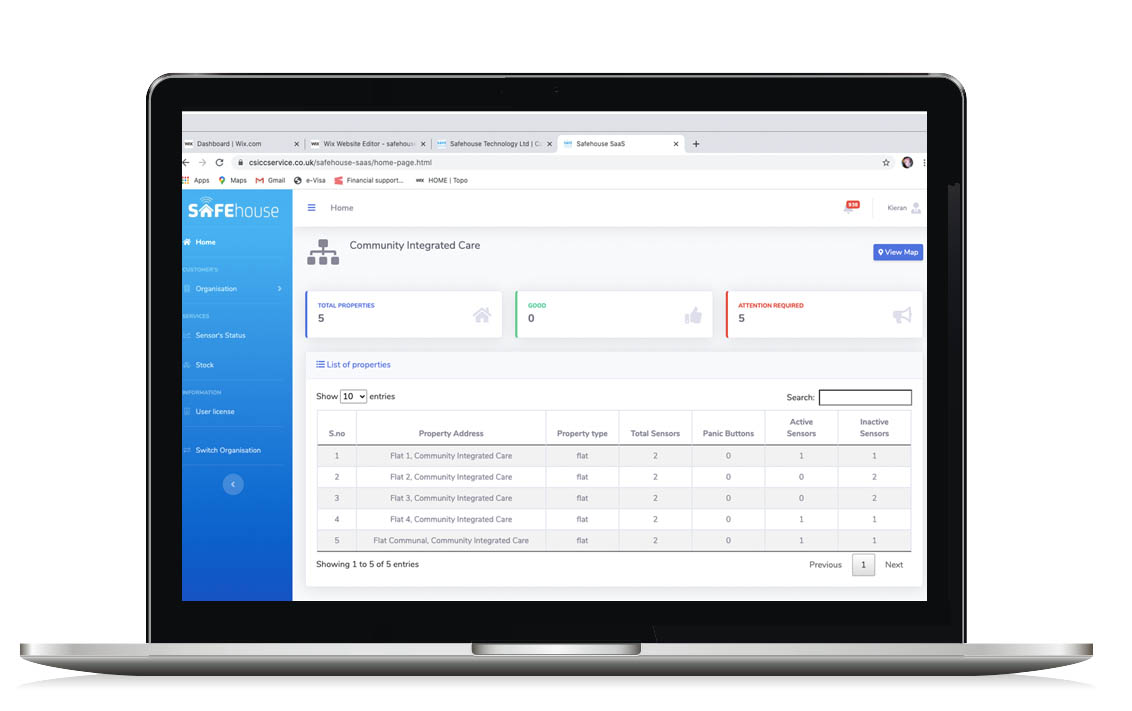 Dashboard | Wix.com
Wix Website Editor - safehous
Safehouse Technology Ltd | C
Safehouse SaaS
csiccservice.co.uk/safehouse-saas/home-page.html
Apps Maps Gmail e-Visa Financial support... HOME | Topo
SAFEhouse
Home
938
Kieran
Home
CUSTOMER'S
Organisation
SERVICES
Sensor's Status
Stock
INFORMATION
User license
Switch Organisation
Community Integrated Care
View Map
TOTAL PROPERTIES
5
GOOD
0
ATTENTION REQUIRED
5
List of properties
Show 10 entries
Search:
S.no Property Address Property type Total Sensors Panic Buttons Active Sensors Inactive Sensors
1 Flat 1, Community Integrated Care flat 2 0 1 1
2 Flat 2, Community Integrated Care flat 2 0 0 2
3 Flat 3, Community Integrated Care flat 2 0 0 2
4 Flat 4, Community Integrated Care flat 2 0 1 1
5 Flat Communal, Community Integrated Care flat 2 0 1 1
Showing 1 to 5 of 5 entries
Previous 1 Next